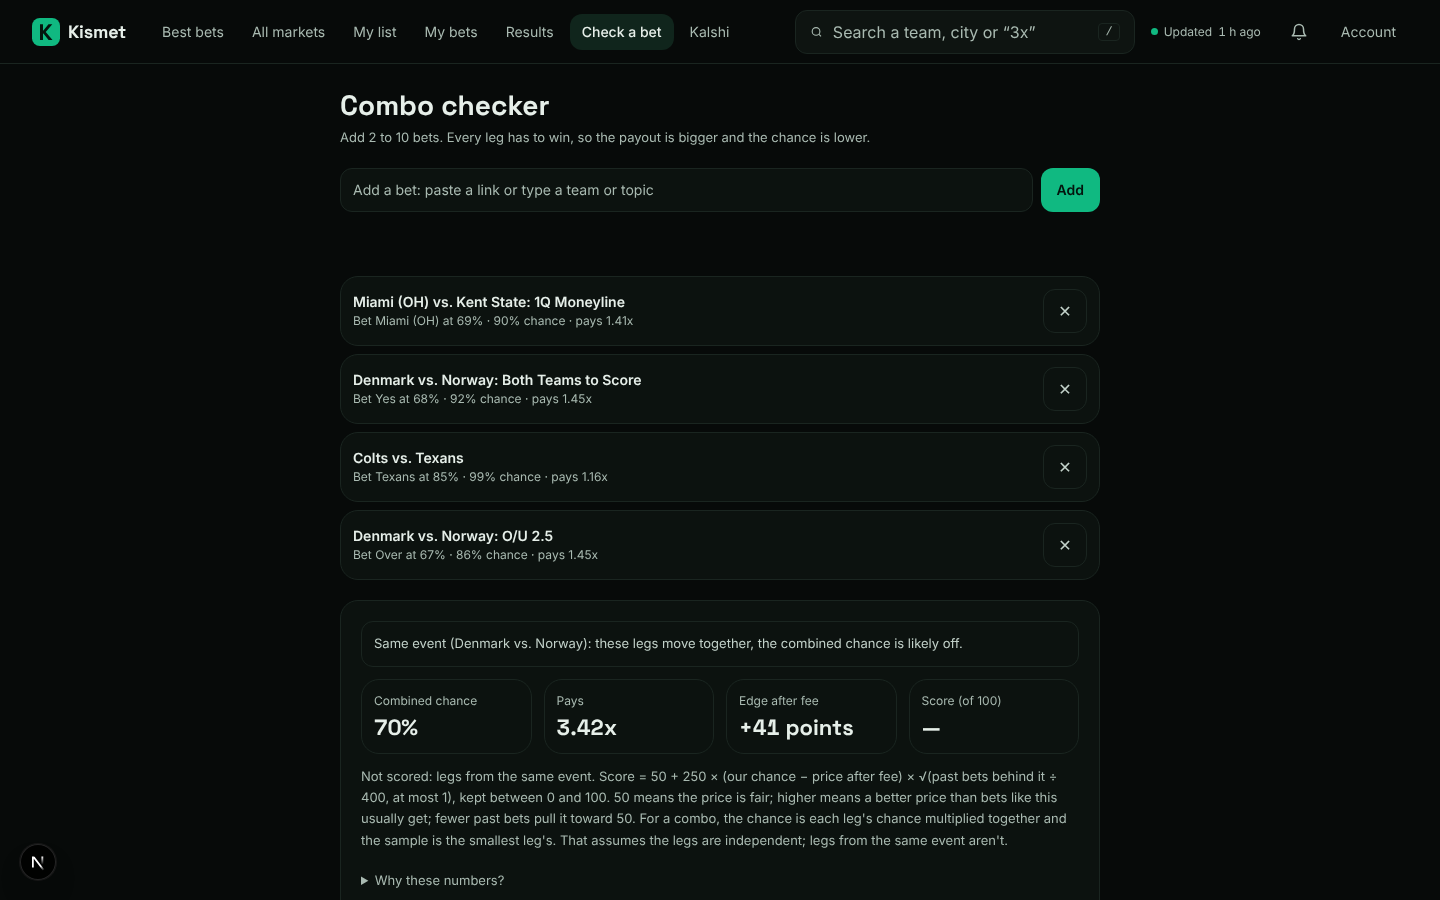 K Kismet Best bets All markets My list My bets Results Check a bet Kalshi Search a team, city or “3x” / Updated 1 h ago Account
Combo checker
Add 2 to 10 bets. Every leg has to win, so the payout is bigger and the chance is lower.
Add a bet: paste a link or type a team or topic Add
Miami (OH) vs. Kent State: 1Q Moneyline
Bet Miami (OH) at 69% · 90% chance · pays 1.41x
Denmark vs. Norway: Both Teams to Score
Bet Yes at 68% · 92% chance · pays 1.45x
Colts vs. Texans
Bet Texans at 85% · 99% chance · pays 1.16x
Denmark vs. Norway: O/U 2.5
Bet Over at 67% · 86% chance · pays 1.45x
Same event (Denmark vs. Norway): these legs move together, the combined chance is likely off.
Combined chance Pays Edge after fee Score (of 100)
70% 3.42x +41 points —
Not scored: legs from the same event. Score = 50 + 250 × (our chance − price after fee) × √(past bets behind it ÷
400, at most 1), kept between 0 and 100. 50 means the price is fair; higher means a better price than bets like this
usually get; fewer past bets pull it toward 50. For a combo, the chance is each leg's chance multiplied together and
the sample is the smallest leg's. That assumes the legs are independent; legs from the same event aren't.
Why these numbers?
N